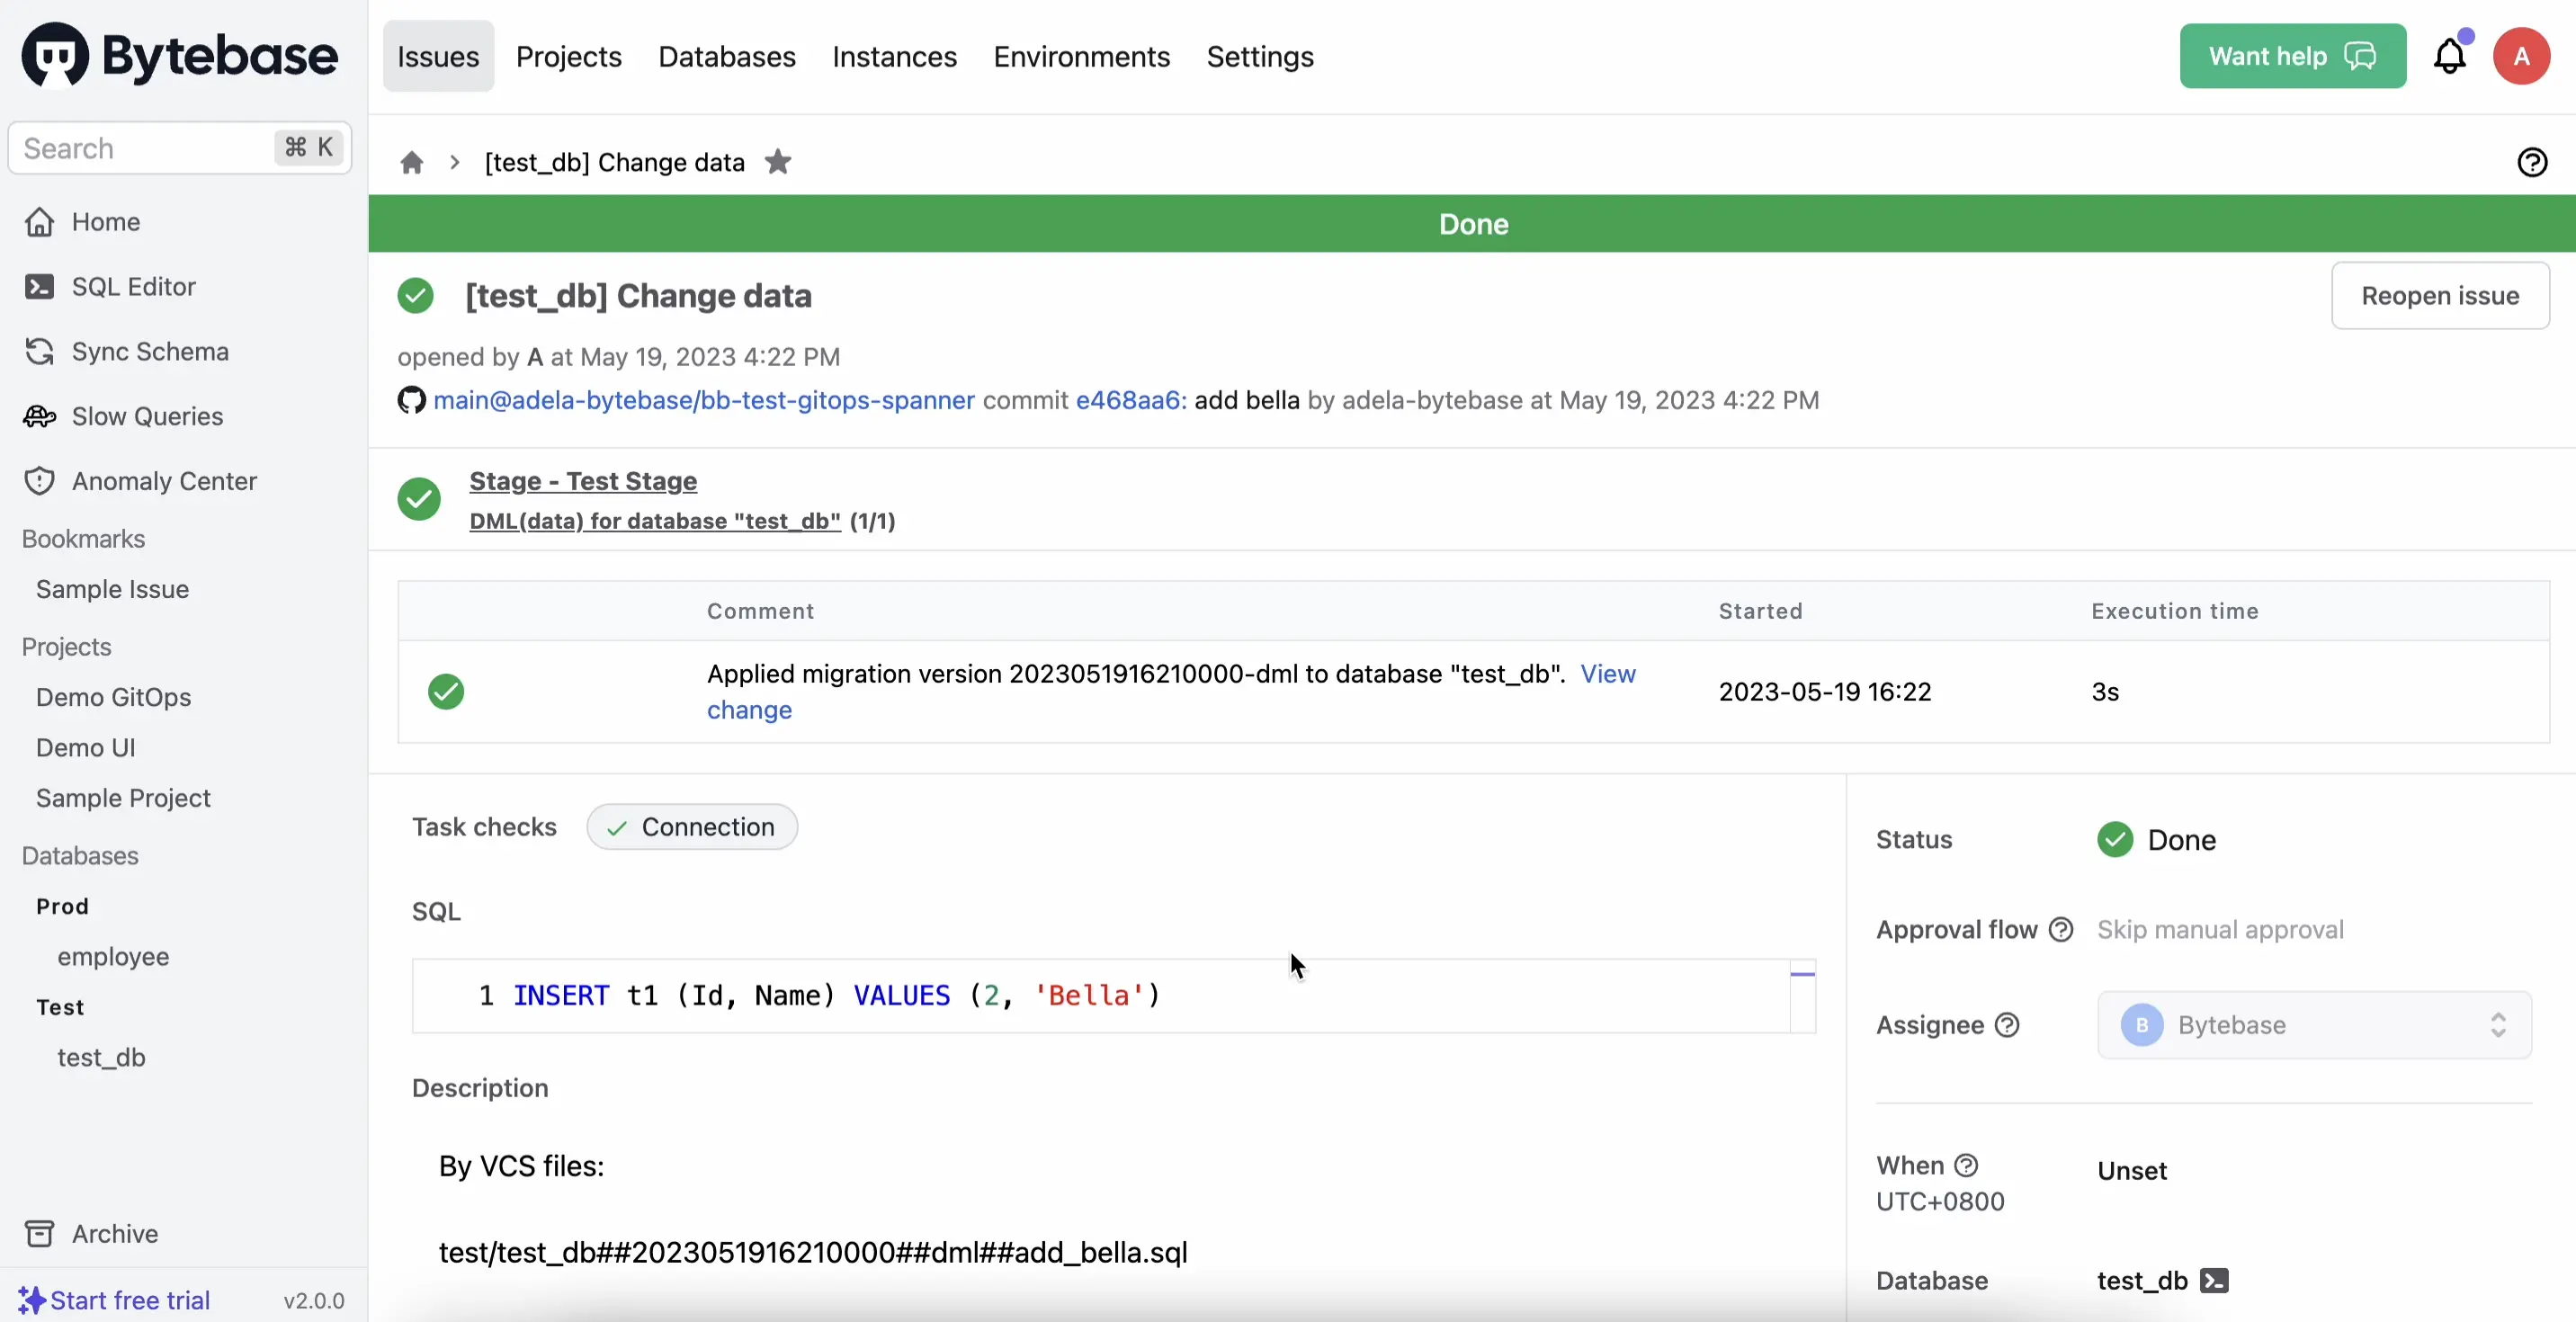 Bytebase
Issues Projects Databases Instances Environments Settings
Want help
A
Search ⌘ K
[test_db] Change data
Home
SQL Editor
Sync Schema
Slow Queries
Anomaly Center
Bookmarks
Sample Issue
Projects
Demo GitOps
Demo UI
Sample Project
Databases
Prod
employee
Test
test_db
Archive
Start free trial v2.0.0
Done
[test_db] Change data
Reopen issue
opened by A at May 19, 2023 4:22 PM
main@adela-bytebase/bb-test-gitops-spanner commit e468aa6: add bella by adela-bytebase at May 19, 2023 4:22 PM
Stage - Test Stage
DML(data) for database "test_db" (1/1)
Comment Started Execution time
Applied migration version 2023051916210000-dml to database "test_db". View
change
2023-05-19 16:22 3s
Task checks Connection
SQL
1 INSERT t1 (Id, Name) VALUES (2, 'Bella')
Description
By VCS files:
test/test_db##2023051916210000##dml##add_bella.sql
Status Done
Approval flow Skip manual approval
Assignee B Bytebase
When Unset
UTC+0800
Database test_db